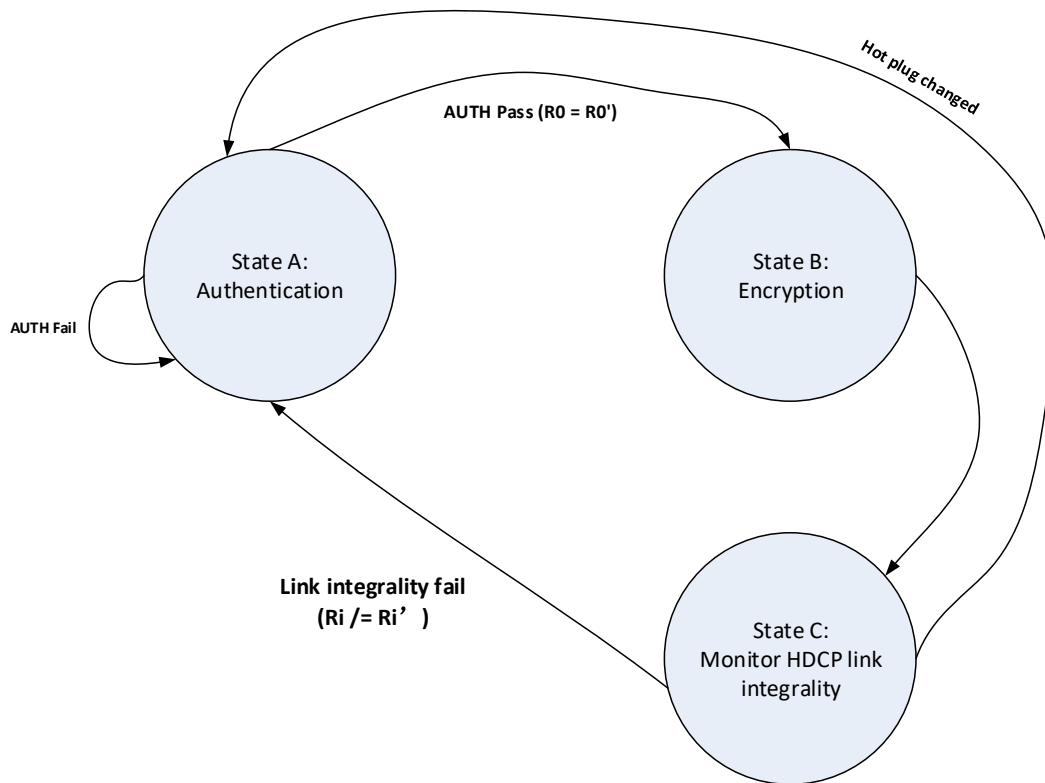 Hot plug changed
AUTH Pass (R0 = R0')
State A:
Authentication
State B:
Encryption
AUTH Fail
Link integrality fail
(Ri /= Ri’ )
State C:
Monitor HDCP link
integrality